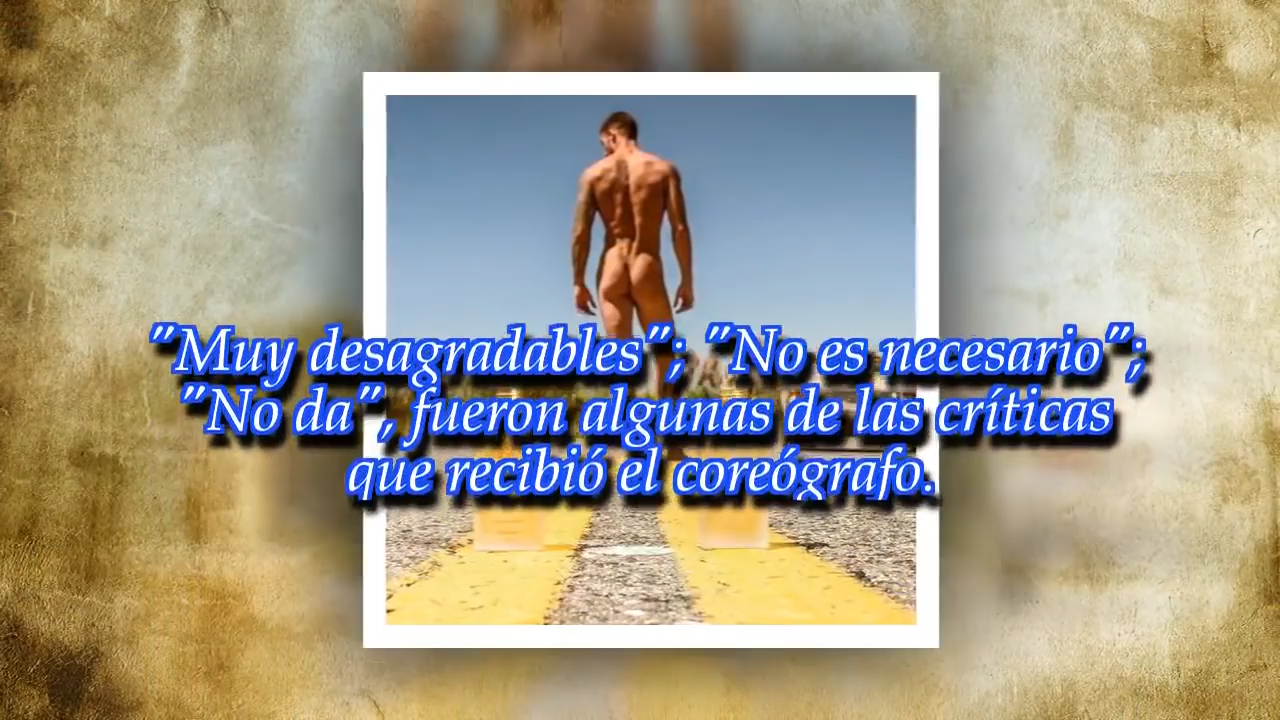 "Muy desagradables"; "No es necesario";
"No da", fueron algunas de las críticas
que recibió el coreógrafo.